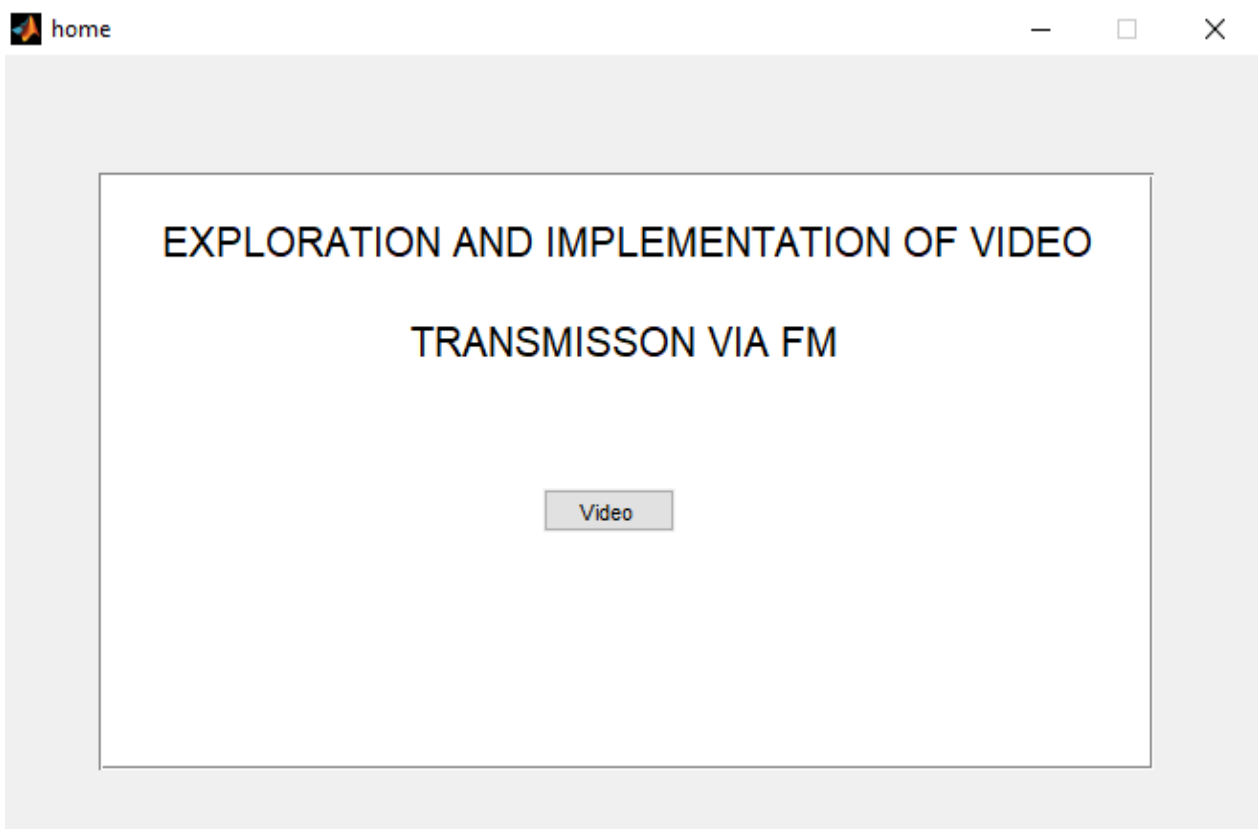 home
EXPLORATION AND IMPLEMENTATION OF VIDEO
TRANSMISSON VIA FM
Video